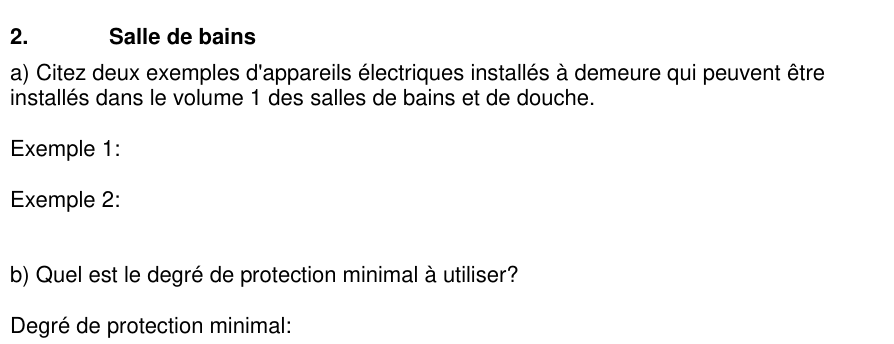 2. Salle de bains
a) Citez deux exemples d'appareils électriques installés à demeure qui peuvent être
installés dans le volume 1 des salles de bains et de douche.
Exemple 1:
Exemple 2:
b) Quel est le degré de protection minimal à utiliser?
Degré de protection minimal: